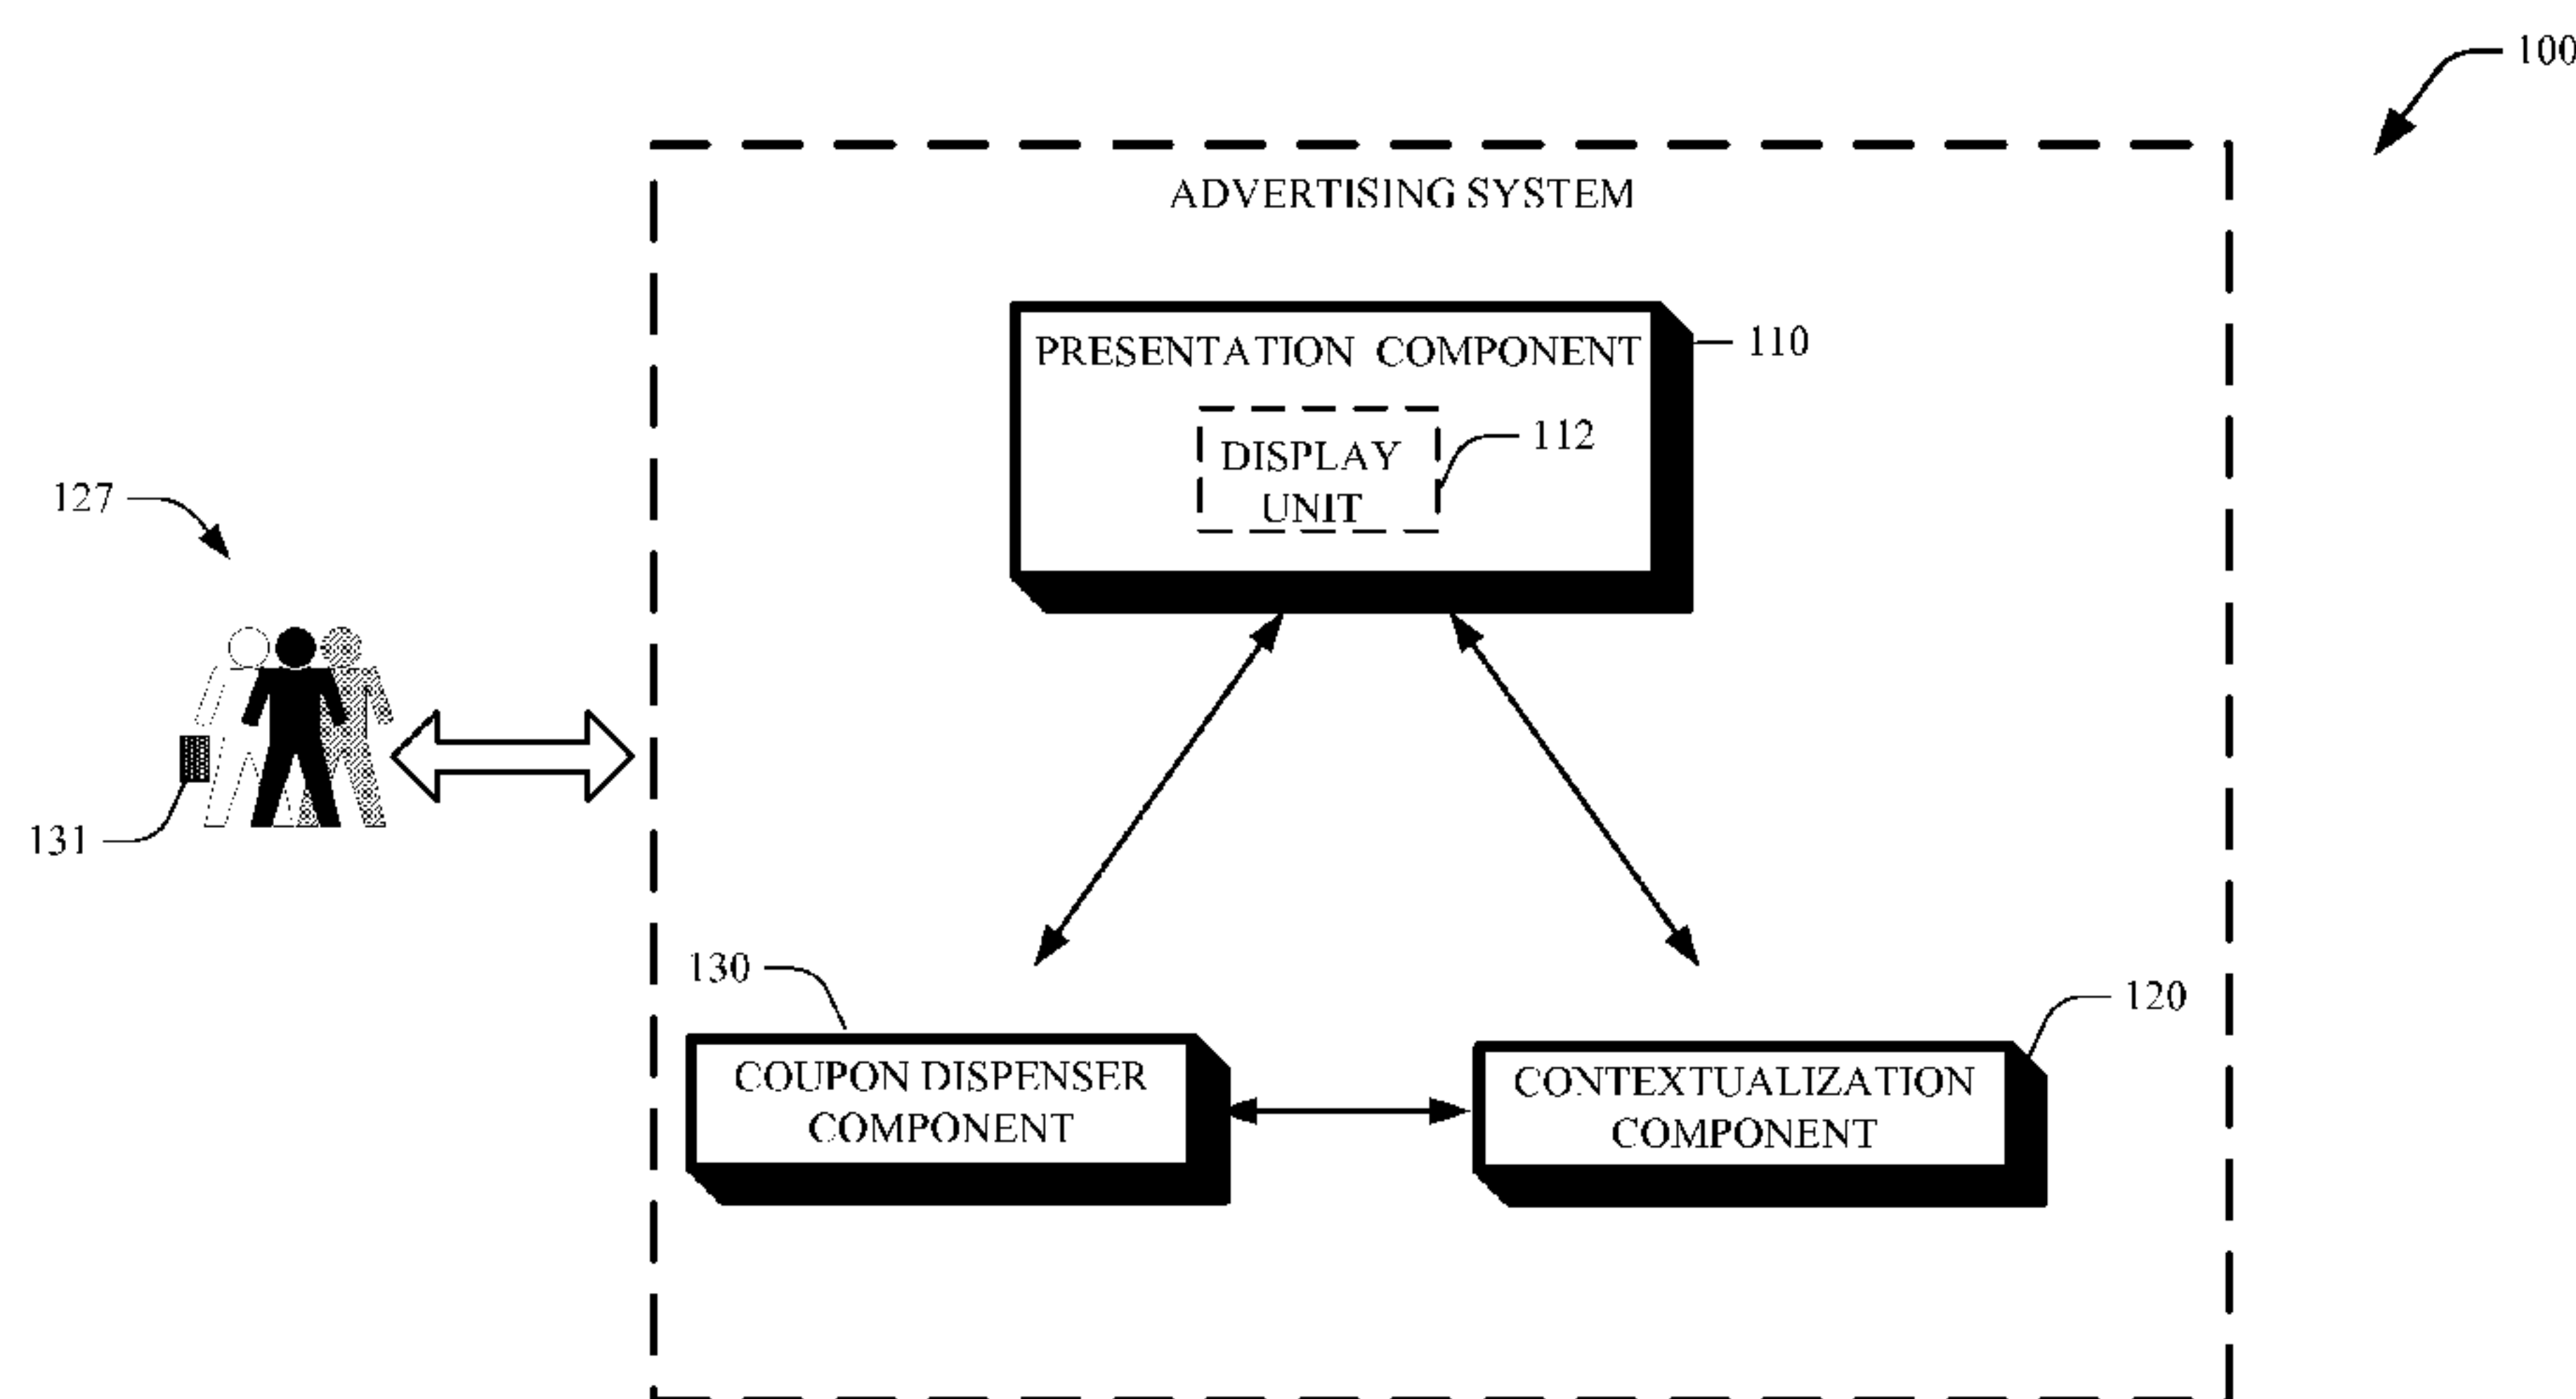 100
ADVERTISING SYSTEM
PRESENTATION COMPONENT
110
DISPLAY
UNIT
112
127
131
130
120
COUPON DISPENSER
COMPONENT
CONTEXTUALIZATION
COMPONENT